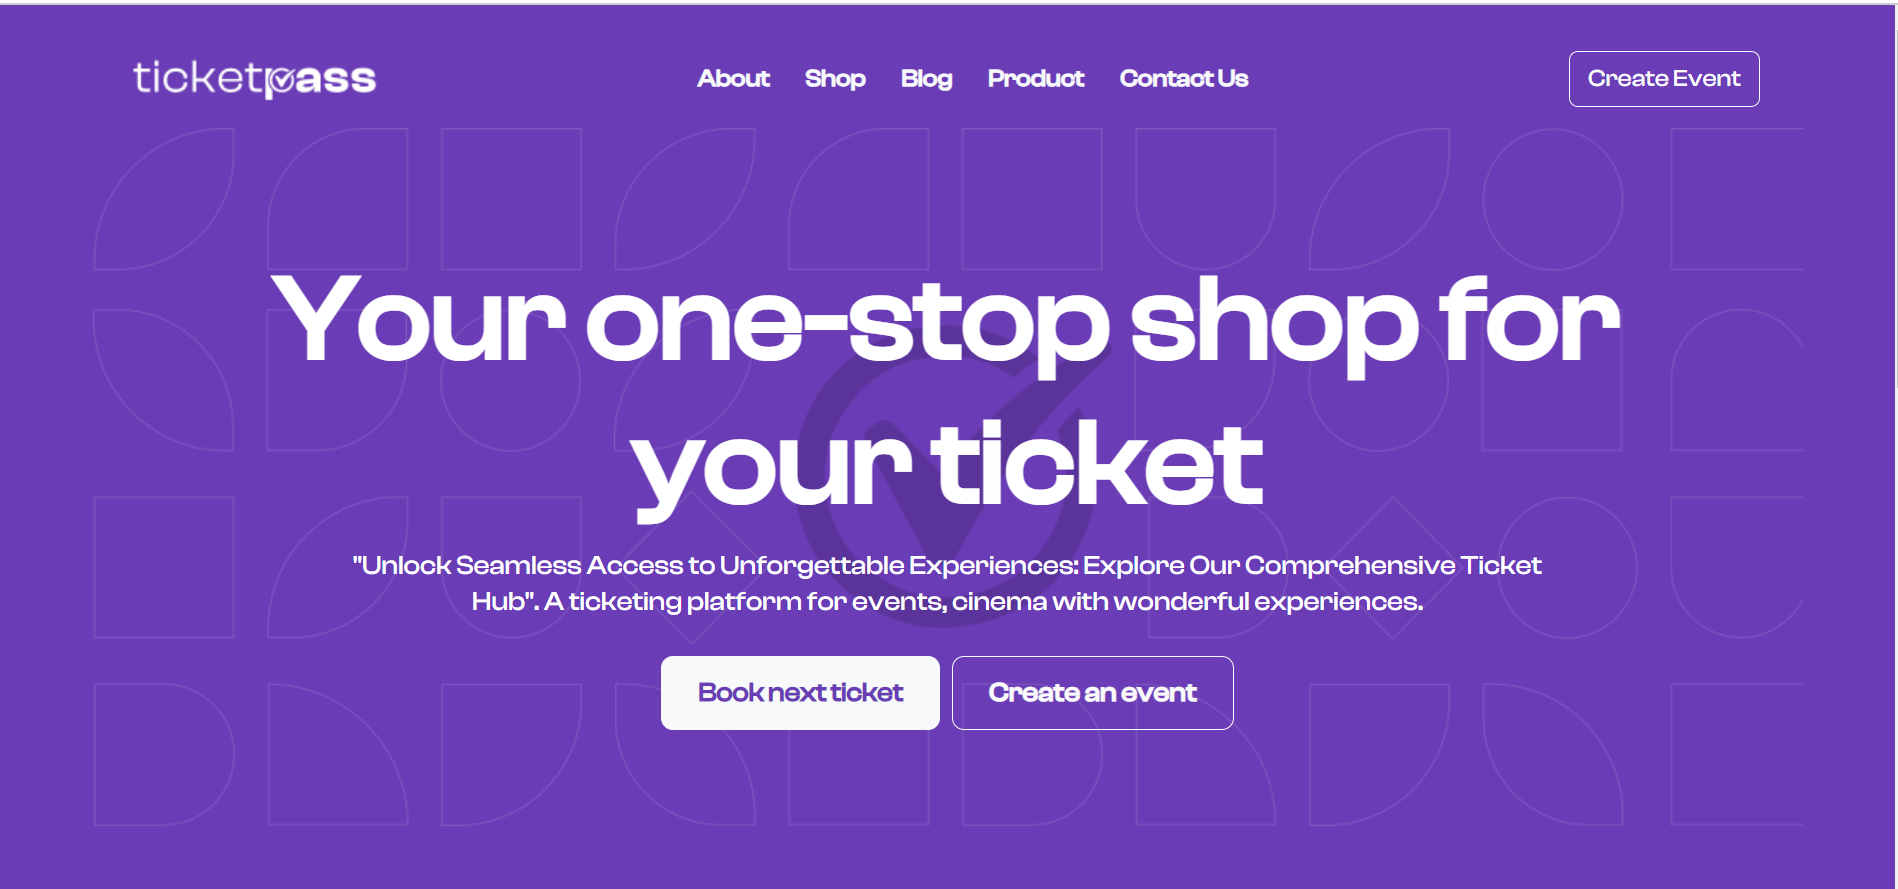 ticketpass
About Shop Blog Product Contact Us
Create Event
Your one-stop shop for
your ticket
"Unlock Seamless Access to Unforgettable Experiences: Explore Our Comprehensive Ticket
Hub". A ticketing platform for events, cinema with wonderful experiences.
Book next ticket
Create an event